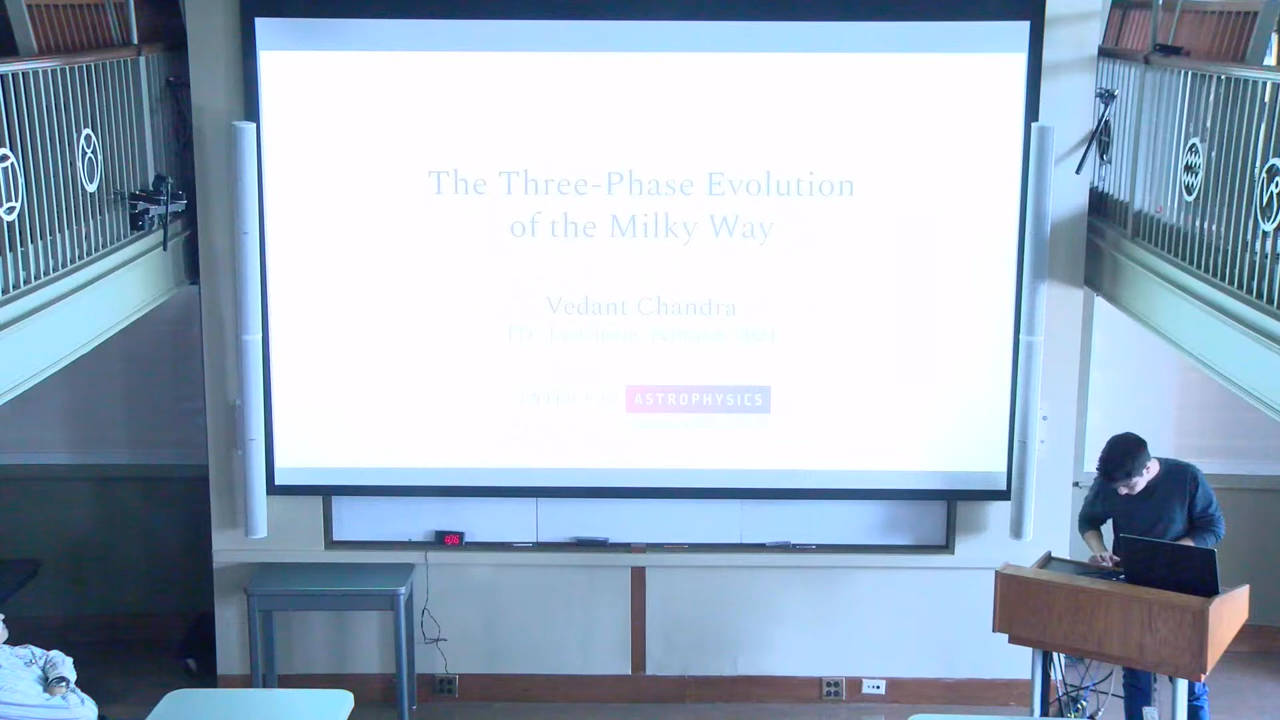 The Three-Phase Evolution
of the Milky Way
Vedant Chandra
ASTROPHYSICS